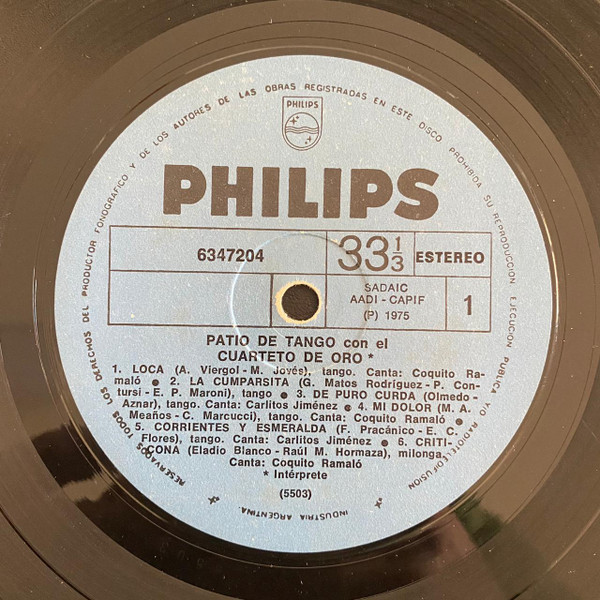 RESERVADOS TODOS LOS DERECHOS DEL PRODUCTOR FONOGRAFICO Y DE LOS AUTORES DE LAS OBRAS REGISTRADAS EN ESTE DISCO PROHIBIDA SU REPRODUCCION EJECUCION PUBLICA Y/O RADIOTELEDIFUSION
PHILIPS
PHILIPS
6347204
33 1/3
ESTEREO
SADAIC
AADI - CAPIF
(P) 1975
1
PATIO DE TANGO con el
CUARTETO DE ORO *
1. LOCA (A. Viergol - M. Jovés), tango. Canta: Coquito Ra-
maló ● 2. LA CUMPARSITA (G. Matos Rodríguez - P. Con-
tursi - E. P. Maroni), tango ● 3. DE PURO CURDA (Olmedo -
Aznar), tango. Canta: Carlitos Jiménez ● 4. MI DOLOR (M. A.
Meaños - C. Marcucci), tango. Canta: Coquito Ramaló ●
5. CORRIENTES Y ESMERALDA (F. Pracánico - E. C.
Flores), tango. Canta: Carlitos Jiménez ● 6. CRITI-
CONA (Eladio Blanco - Raúl M. Hormaza), milonga.
Canta: Coquito Ramaló
* Intérprete
(5503)
INDUSTRIA ARGENTINA.